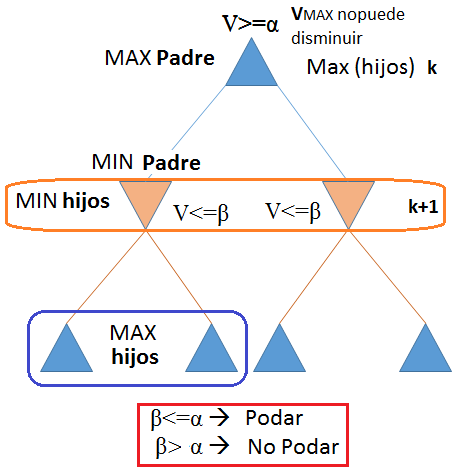 V>=α
VMAX nopuede
disminuir
MAX Padre
Max (hijos) k
MIN Padre
MIN hijos
V<=β
V<=β
k+1
MAX
hijos
β<=α → Podar
β> α → No Podar